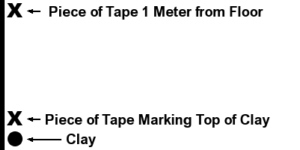 X ← Piece of Tape 1 Meter from Floor
X ← Piece of Tape Marking Top of Clay
← Clay